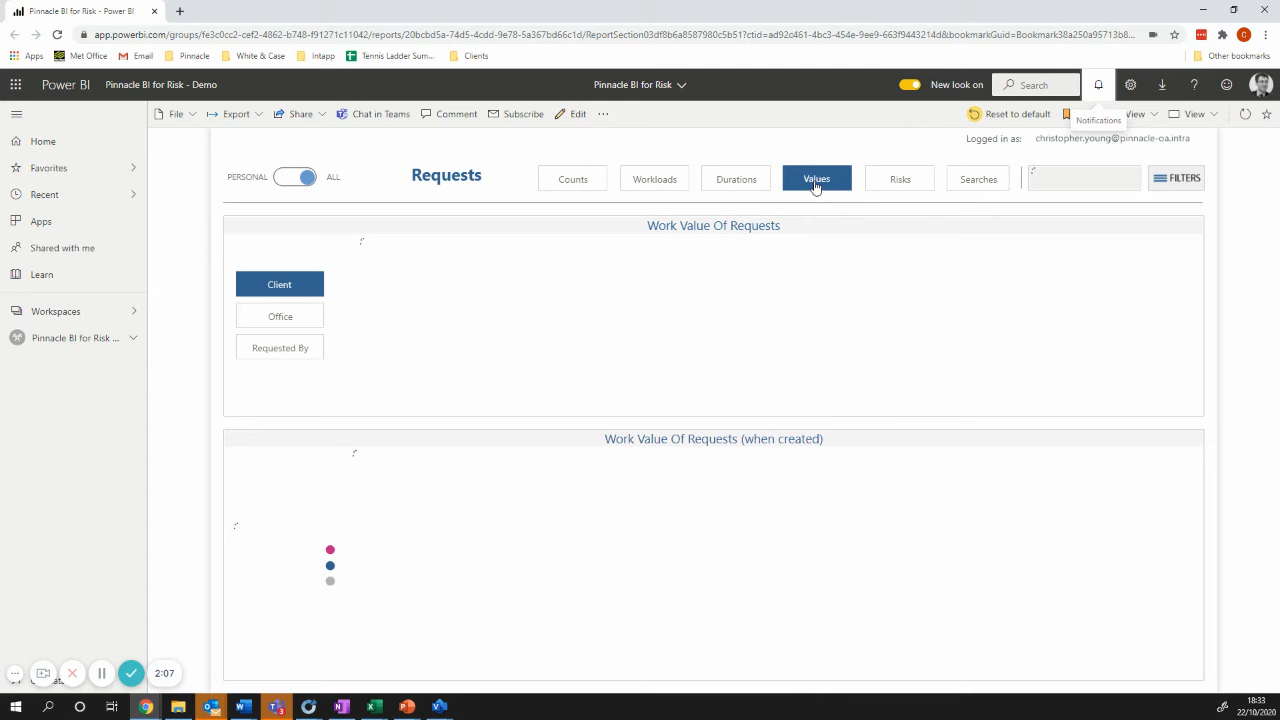 Pinnacle BI for Risk - Power BI
app.powerbi.com/groups/fe3c0cc2-cef2-4862-b748-f91271c11042/reports/20bcbd5a-74d5-4cdd-9e78-5a367bd66c1d/ReportSection03df6b6a8587980c5b15?ctid=ad92c461-4bc3-454e-9ee9-663f9443214d&bookmarkGuid=Bookmark38a250a95713b8...
Apps
Met Office
Email
Pinnacle
White & Case
Intapp
Tennis Ladder Sum...
Clients
Other bookmarks
Power BI
Pinnacle BI for Risk - Demo
Pinnacle BI for Risk
New look on
Search
File
Export
Share
Chat in Teams
Comment
Subscribe
Edit
Reset to default
View
View
Notifications
Logged in as: christopher.young@pinnacle-oa.intra
Home
Favorites
Recent
Apps
Shared with me
Learn
Workspaces
Pinnacle BI for Risk ...
PERSONAL
ALL
Requests
Counts
Workloads
Durations
Values
Risks
Searches
FILTERS
Work Value Of Requests
Client
Office
Requested By
Work Value Of Requests (when created)
2:07
18:33
22/10/2020